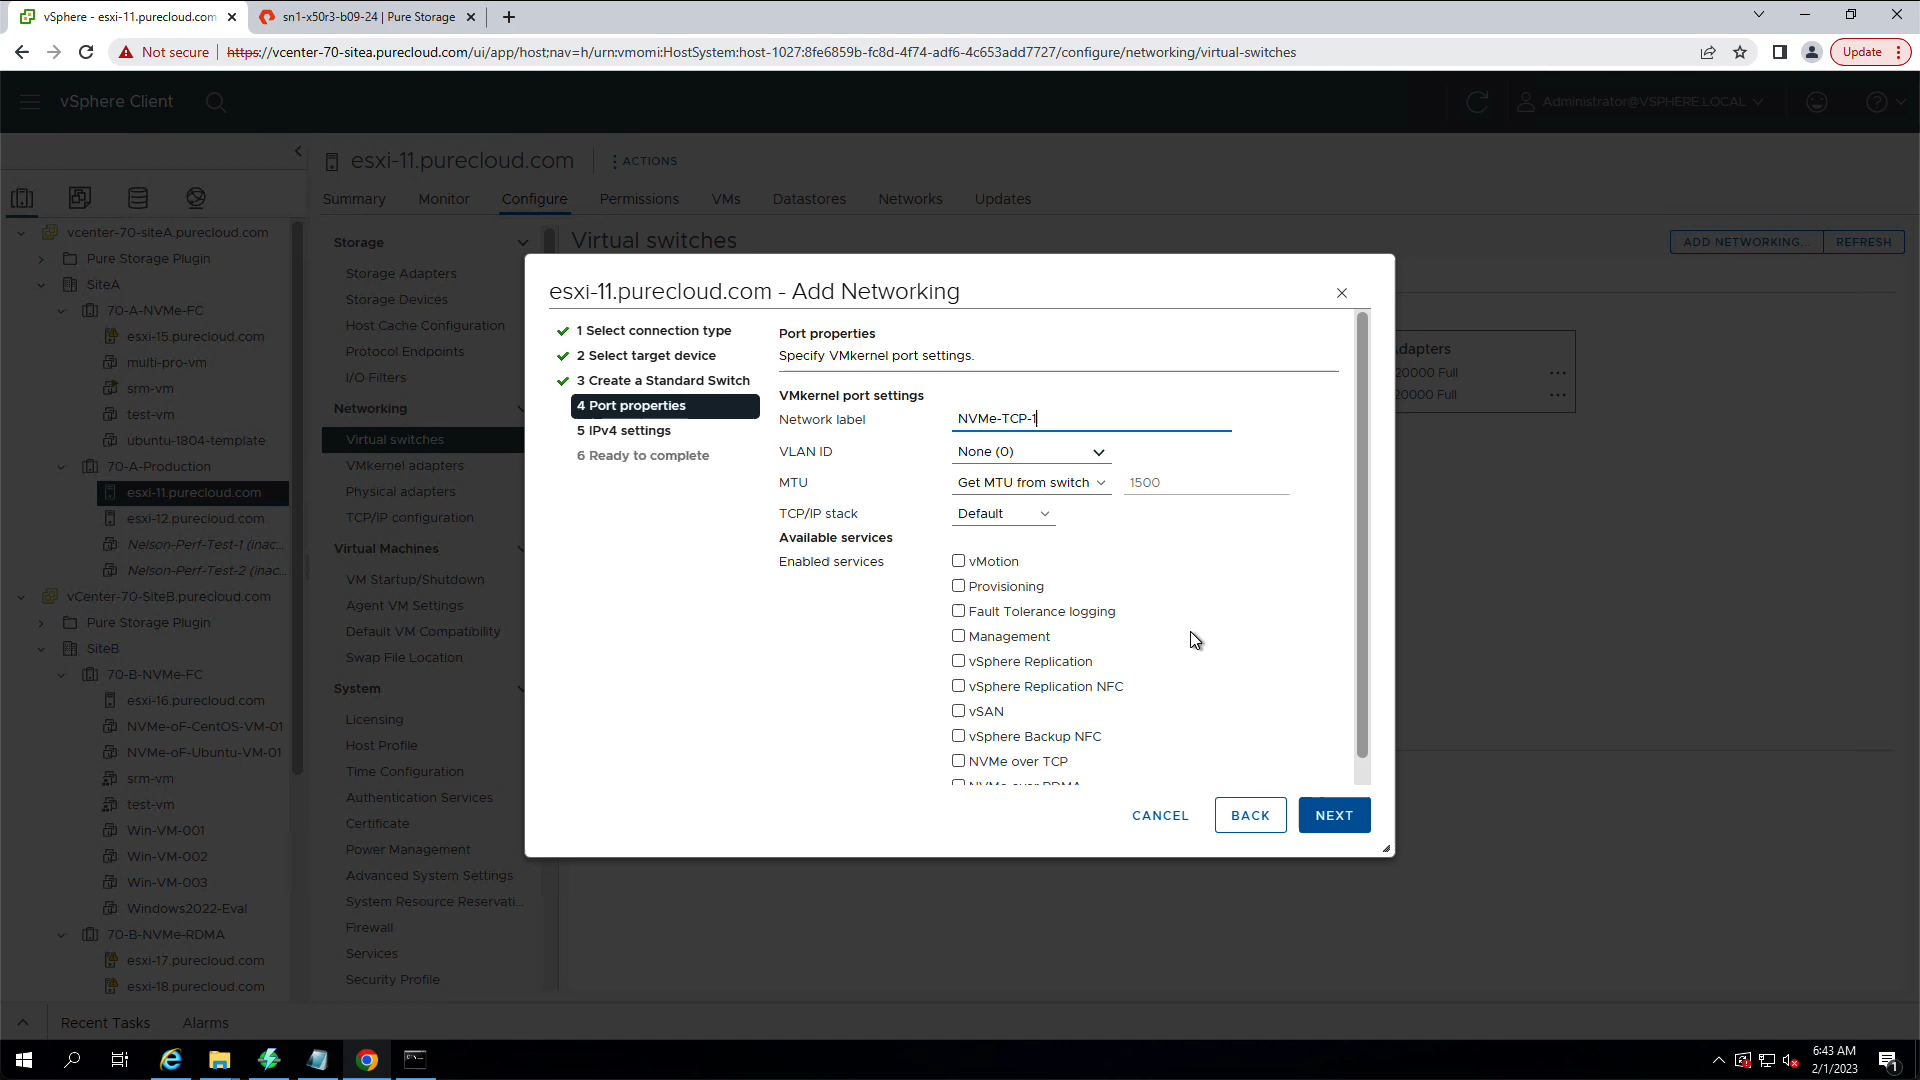 vSphere - esxi-11.purecloud.com
sn1-x50r3-b09-24 | Pure Storage
Not secure
https://vcenter-70-sitea.purecloud.com/ui/app/host;nav=h/urn:vmomi:HostSystem:host-1027:8fe6859b-fc8d-4f74-adf6-4c653add7727/configure/networking/virtual-switches
Update
vSphere Client
Administrator@VSPHERE.LOCAL
esxi-11.purecloud.com
ACTIONS
Summary
Monitor
Configure
Permissions
VMs
Datastores
Networks
Updates
vcenter-70-siteA.purecloud.com
Pure Storage Plugin
SiteA
70-A-NVMe-FC
esxi-15.purecloud.com
multi-pro-vm
srm-vm
test-vm
ubuntu-1804-template
70-A-Production
esxi-11.purecloud.com
esxi-12.purecloud.com
Nelson-Perf-Test-1 (inac...
Nelson-Perf-Test-2 (inac...
vCenter-70-SiteB.purecloud.com
Pure Storage Plugin
SiteB
70-B-NVMe-FC
esxi-16.purecloud.com
NVMe-oF-CentOS-VM-01
NVMe-oF-Ubuntu-VM-01
srm-vm
test-vm
Win-VM-001
Win-VM-002
Win-VM-003
Windows2022-Eval
70-B-NVMe-RDMA
esxi-17.purecloud.com
esxi-18.purecloud.com
Storage
Storage Adapters
Storage Devices
Host Cache Configuration
Protocol Endpoints
I/O Filters
Networking
Virtual switches
VMkernel adapters
Physical adapters
TCP/IP configuration
Virtual Machines
VM Startup/Shutdown
Agent VM Settings
Default VM Compatibility
Swap File Location
System
Licensing
Host Profile
Time Configuration
Authentication Services
Certificate
Power Management
Advanced System Settings
System Resource Reservati...
Firewall
Services
Security Profile
Virtual switches
ADD NETWORKING...
REFRESH
dapters
20000 Full
20000 Full
esxi-11.purecloud.com - Add Networking
1 Select connection type
2 Select target device
3 Create a Standard Switch
4 Port properties
5 IPv4 settings
6 Ready to complete
Port properties
Specify VMkernel port settings.
VMkernel port settings
Network label
NVMe-TCP-1
VLAN ID
None (0)
MTU
Get MTU from switch
1500
TCP/IP stack
Default
Available services
Enabled services
vMotion
Provisioning
Fault Tolerance logging
Management
vSphere Replication
vSphere Replication NFC
vSAN
vSphere Backup NFC
NVMe over TCP
NVMe over RDMA
CANCEL
BACK
NEXT
Recent Tasks
Alarms
6:43 AM
2/1/2023
1